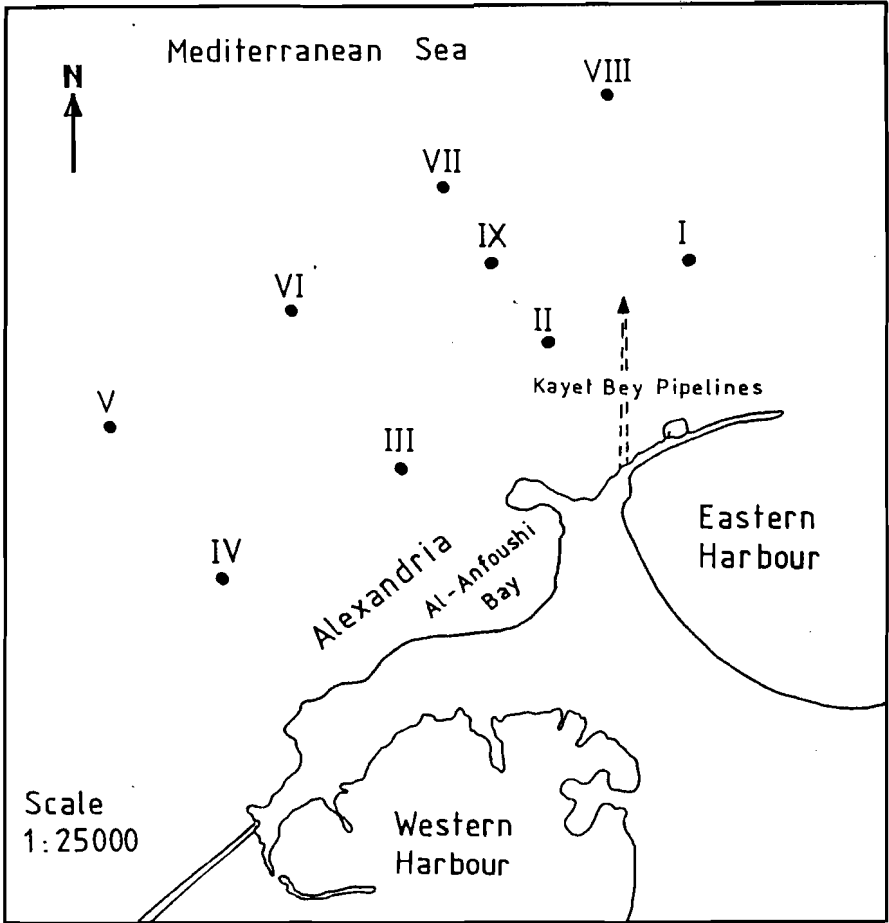 Mediterranean Sea
N
VIII
VII
IX
I
VI
II
Kayet Bey Pipelines
V
III
Eastern
Harbour
IV
Alexandria
Al-Anfoushi
Bay
Scale
1:25000
Western
Harbour